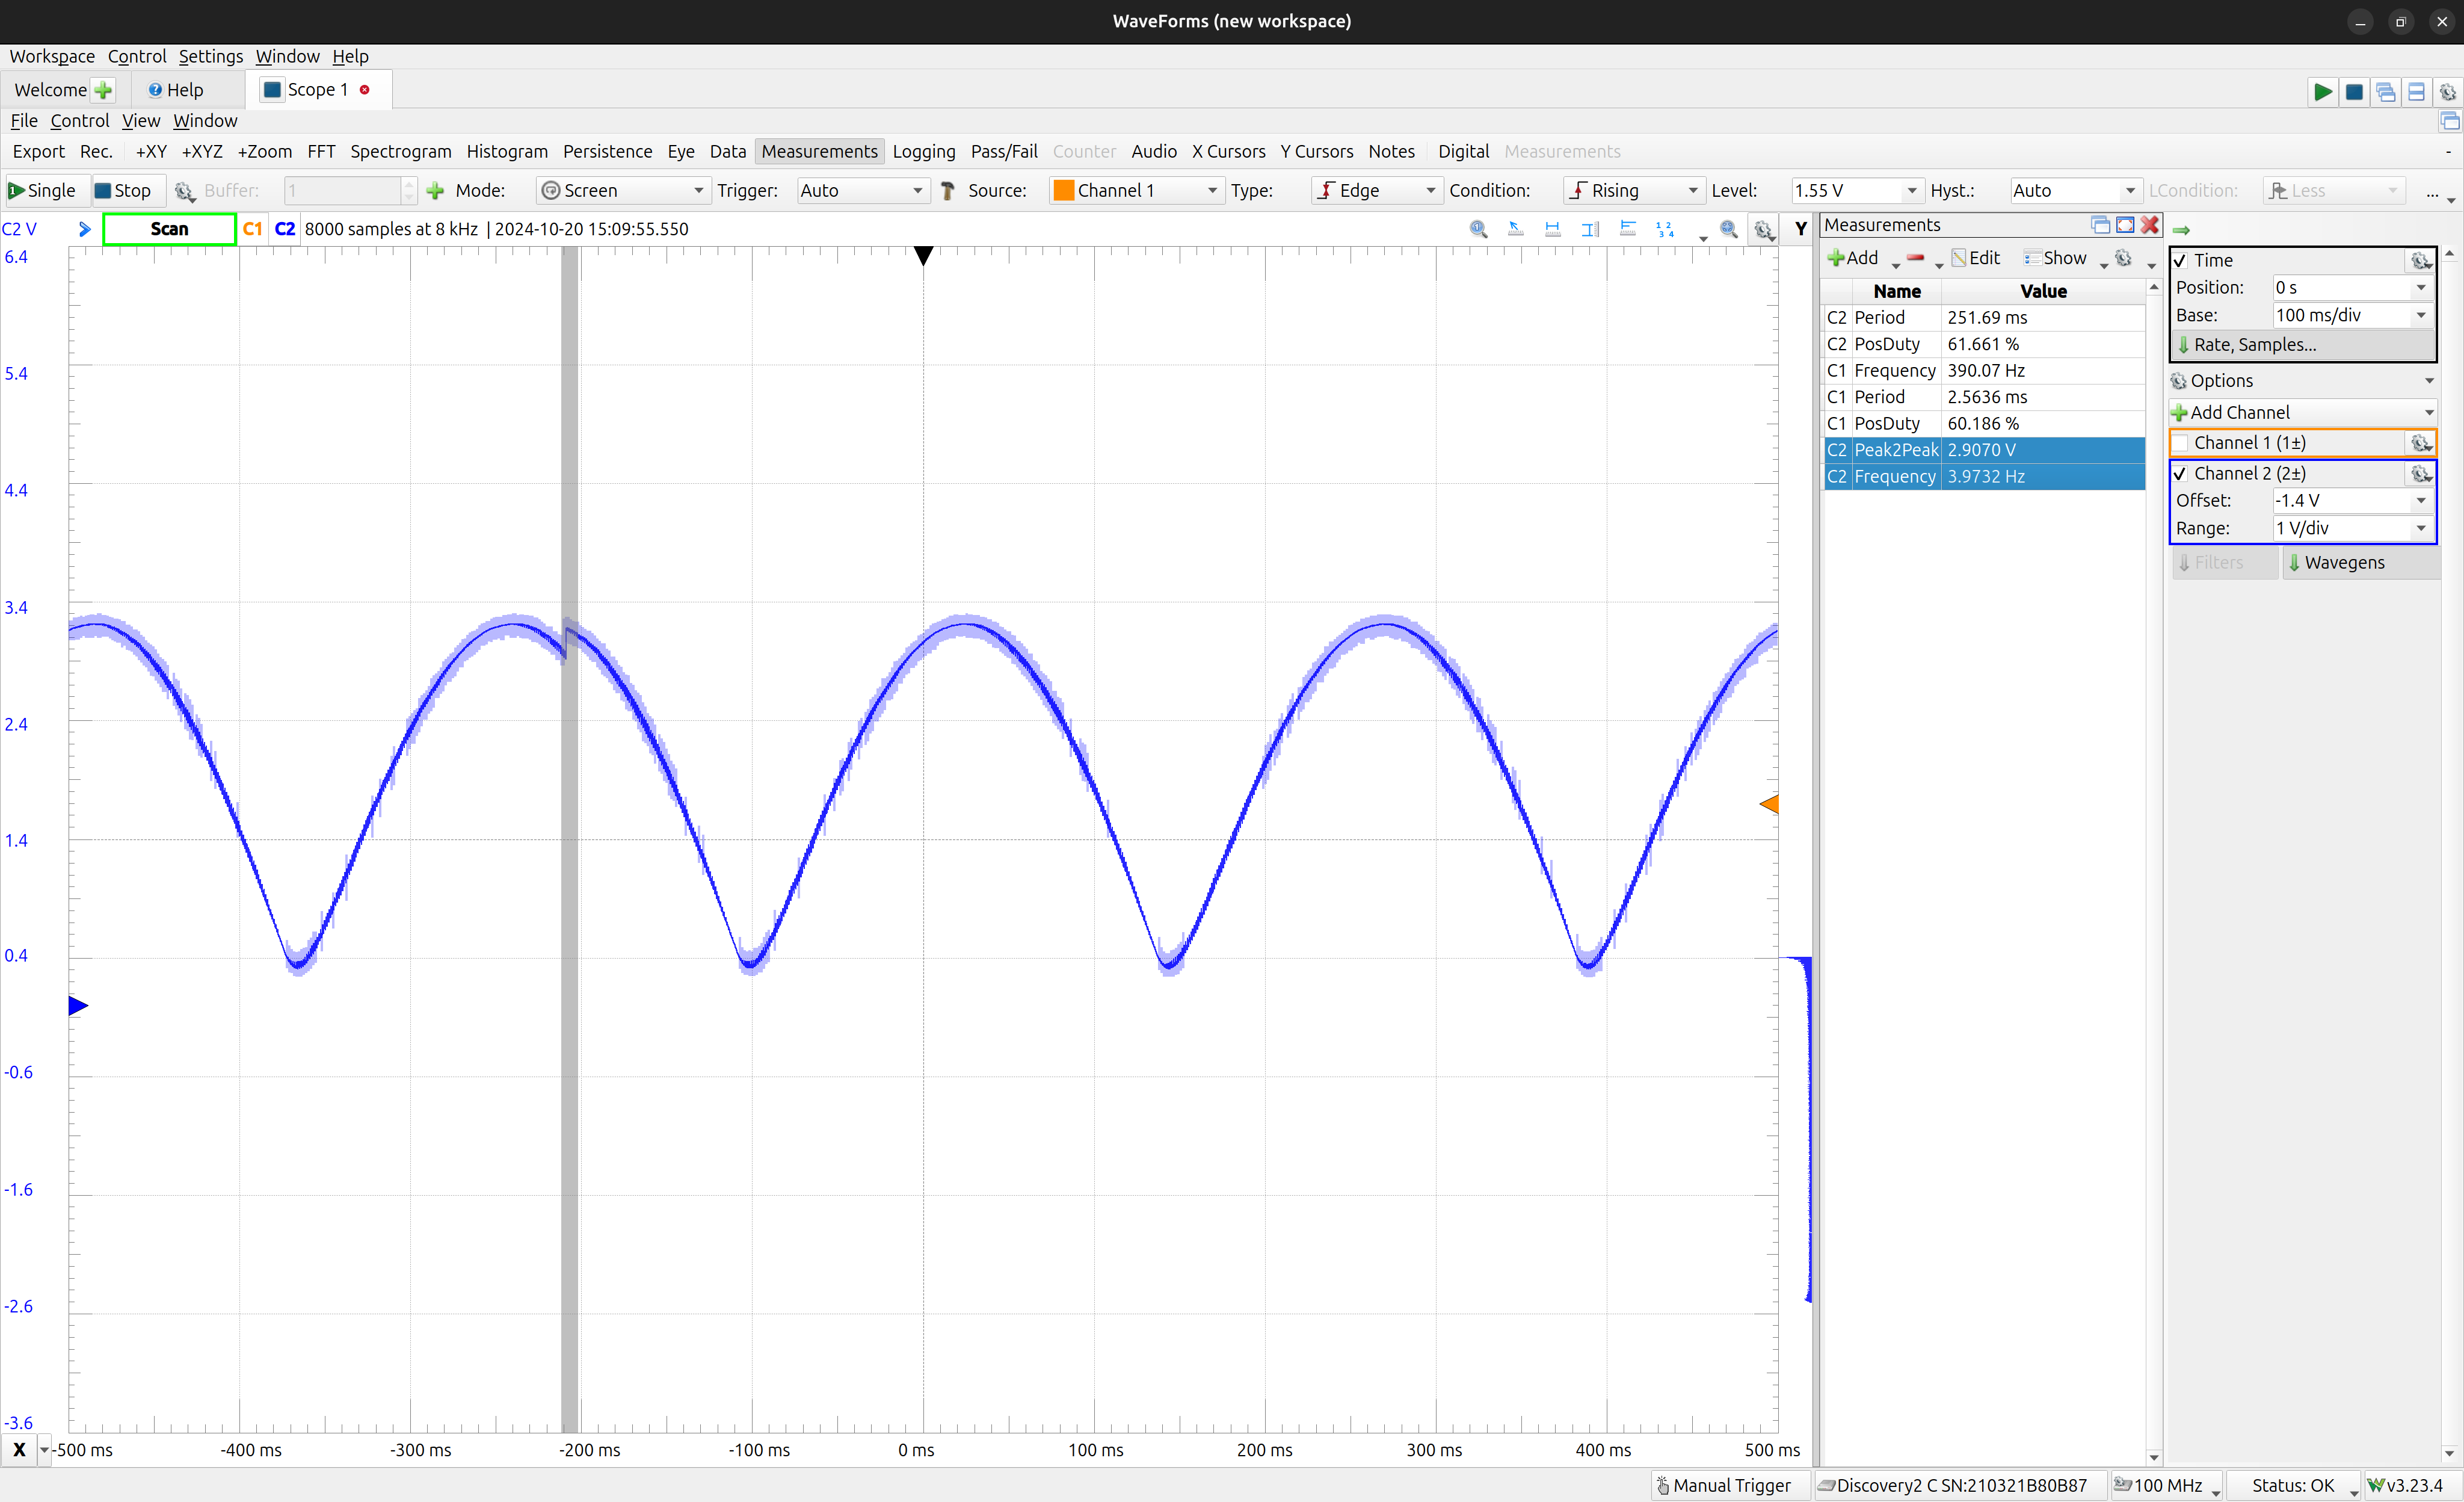 WaveForms (new workspace)
Workspace Control Settings Window Help
Welcome Help Scope 1
File Control View Window
Export Rec. +XY +XYZ +Zoom FFT Spectrogram Histogram Persistence Eye Data Measurements Logging Pass/Fail Counter Audio X Cursors Y Cursors Notes Digital Measurements -
Single Stop Buffer: 1 Mode: Screen Trigger: Auto Source: Channel 1 Type: Edge Condition: Rising Level: 1.55 V Hyst.: Auto LCondition: Less ...
C2 V Scan C1 C2 8000 samples at 8 kHz | 2024-10-20 15:09:55.550 Y
6.4
5.4
4.4
3.4
2.4
1.4
0.4
-0.6
-1.6
-2.6
-3.6
X -500 ms -400 ms -300 ms -200 ms -100 ms 0 ms 100 ms 200 ms 300 ms 400 ms 500 ms
Measurements
Add Edit Show
Name Value
C2 Period 251.69 ms
C2 PosDuty 61.661 %
C1 Frequency 390.07 Hz
C1 Period 2.5636 ms
C1 PosDuty 60.186 %
C2 Peak2Peak 2.9070 V
C2 Frequency 3.9732 Hz
Time
Position: 0 s
Base: 100 ms/div
Rate, Samples...
Options
Add Channel
Channel 1 (1±)
Channel 2 (2±)
Offset: -1.4 V
Range: 1 V/div
Filters Wavegens
Manual Trigger Discovery2 C SN:210321B80B87 100 MHz Status: OK v3.23.4